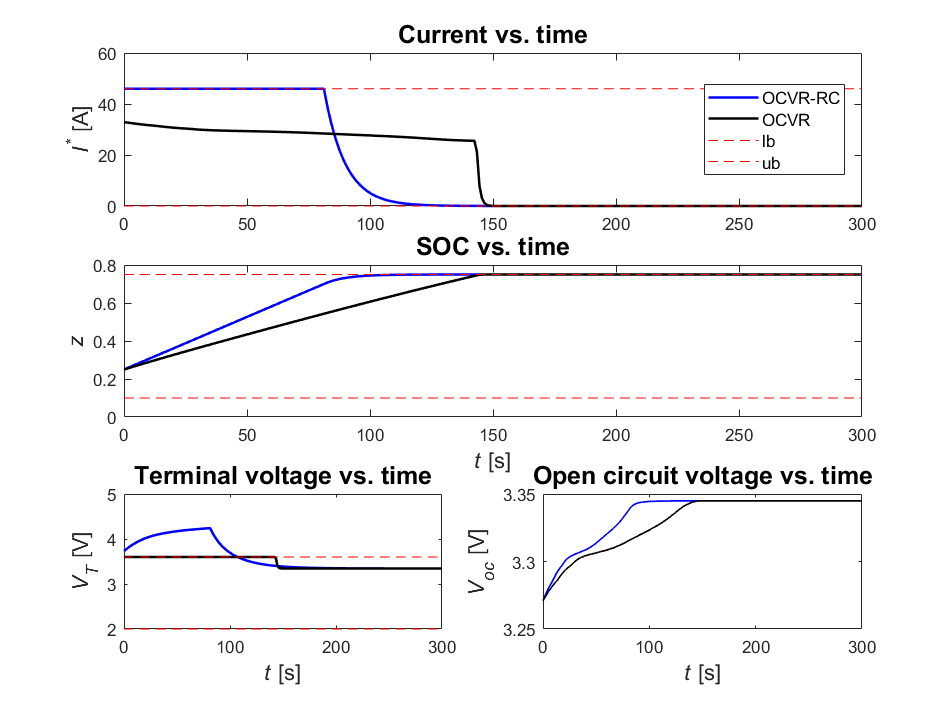 Current vs. time
60
40
20
0
I* [A]
OCVR-RC
OCVR
lb
ub
0 50 100 150 200 250 300
SOC vs. time
0.8
0.6
0.4
0.2
0
z
0 50 100 150 200 250 300
t [s]
Terminal voltage vs. time
5
4
3
2
V_T [V]
0 100 200 300
t [s]
Open circuit voltage vs. time
3.35
3.3
3.25
V_oc [V]
0 100 200 300
t [s]